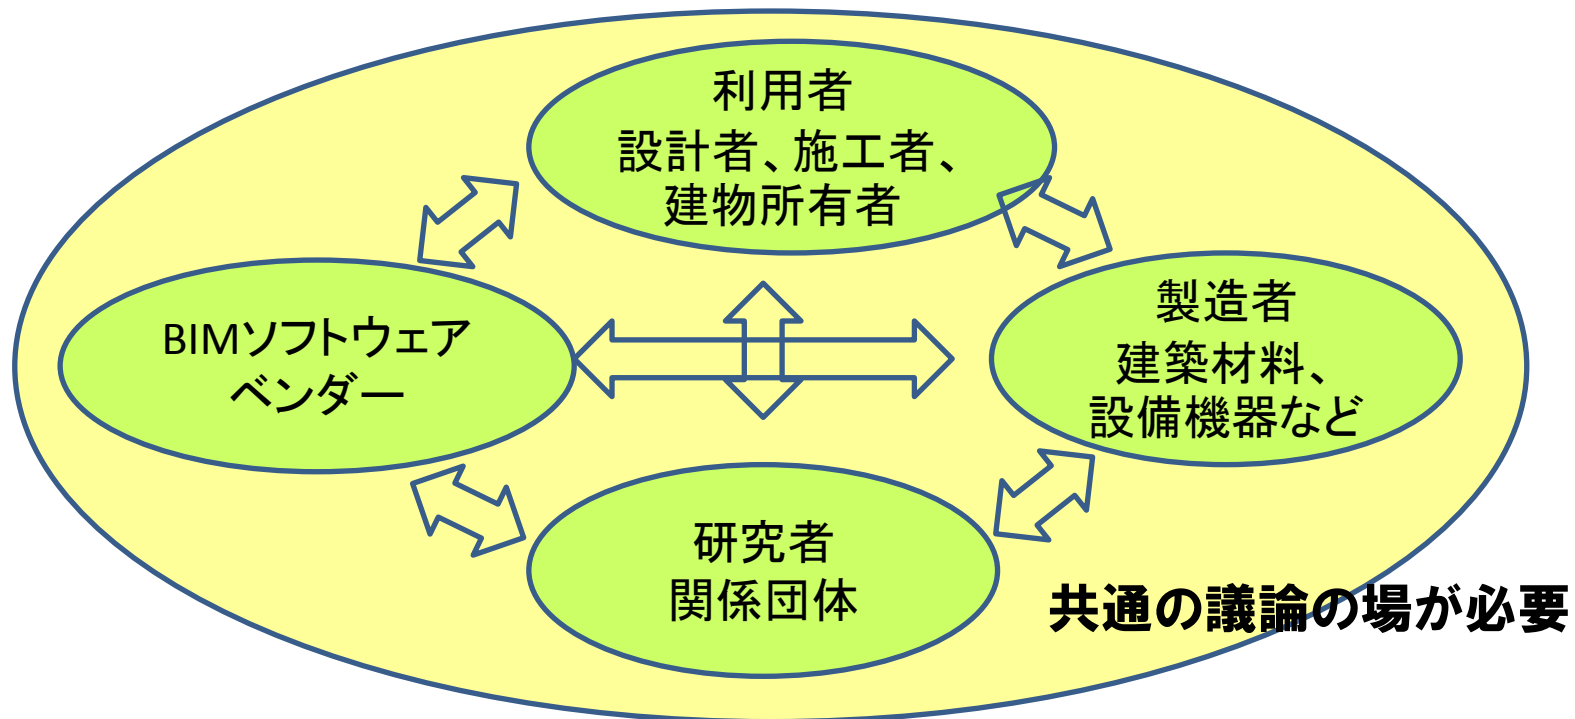 利用者
設計者、施工者、
建物所有者
BIMソフトウェア
ベンダー
製造者
建築材料、
設備機器など
研究者
関係団体
共通の議論の場が必要